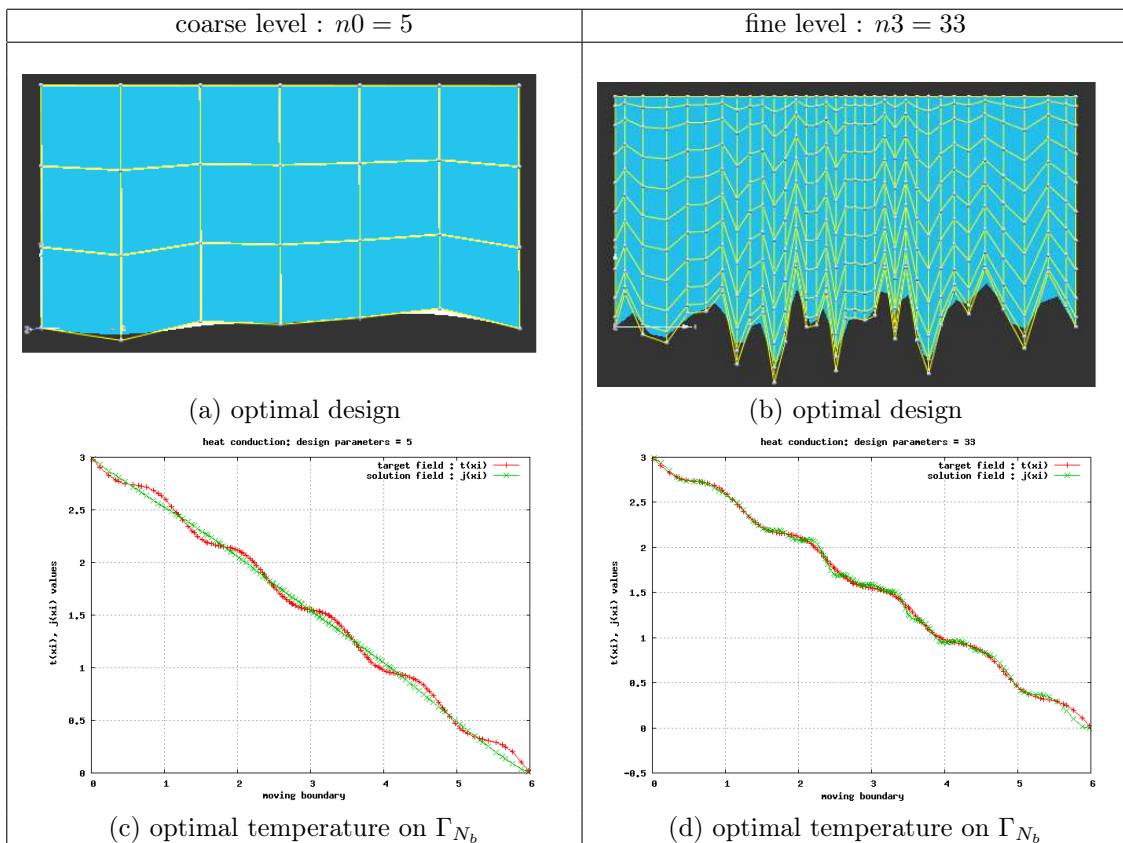 coarse level : n0 = 5
fine level : n3 = 33
(a) optimal design
(b) optimal design
heat conduction: design parameters = 5
target field : t(xi)
solution field : j(xi)
3
2.5
2
1.5
1
0.5
0
0 1 2 3 4 5 6
t(xi), j(xi) values
moving boundary
heat conduction: design parameters = 33
target field : t(xi)
solution field : j(xi)
3
2.5
2
1.5
1
0.5
0
-0.5
0 1 2 3 4 5 6
t(xi), j(xi) values
moving boundary
(c) optimal temperature on Γ_{N_b}
(d) optimal temperature on Γ_{N_b}